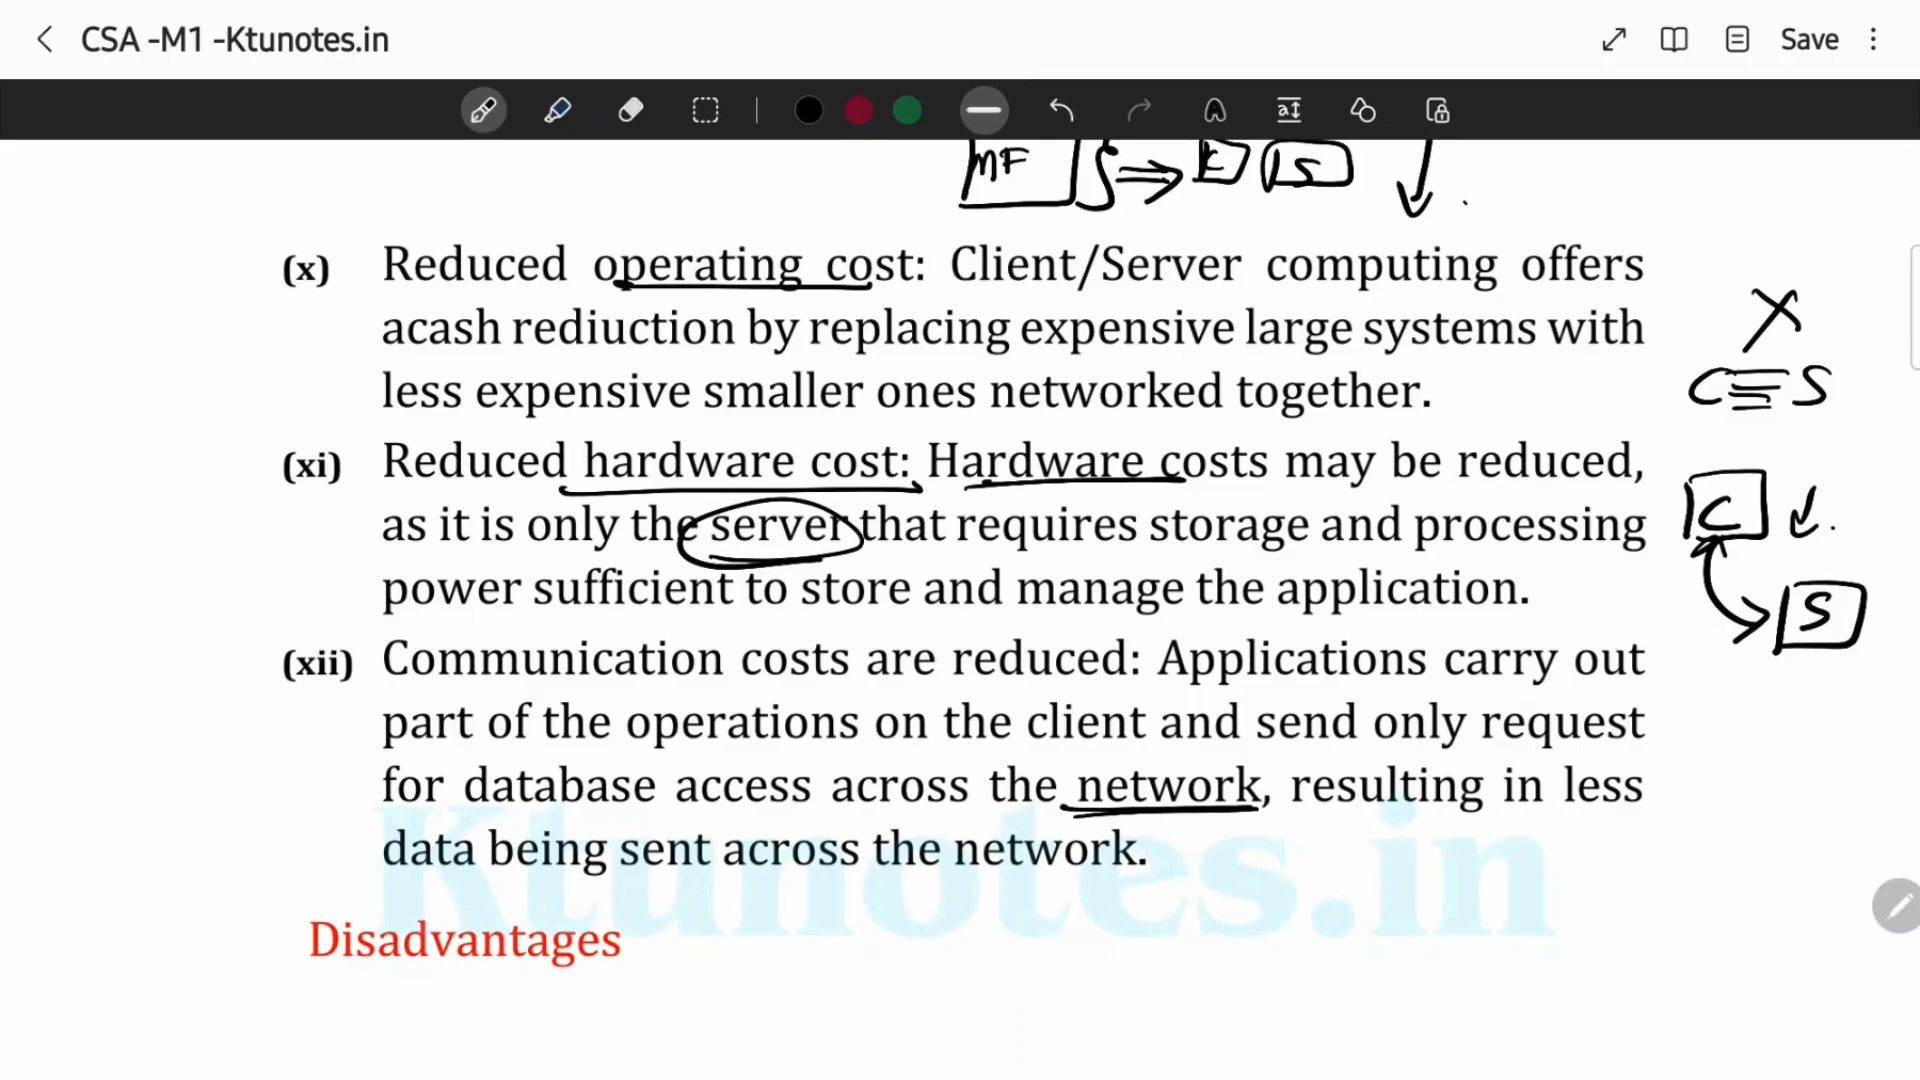 CSA -M1 -Ktunotes.in
Save
MF
C S
(x) Reduced operating cost: Client/Server computing offers
acash rediuction by replacing expensive large systems with
less expensive smaller ones networked together.
X
C S
(xi) Reduced hardware cost: Hardware costs may be reduced,
as it is only the server that requires storage and processing
power sufficient to store and manage the application.
C
S
(xii) Communication costs are reduced: Applications carry out
part of the operations on the client and send only request
for database access across the network, resulting in less
data being sent across the network.
Ktunotes.in
Disadvantages